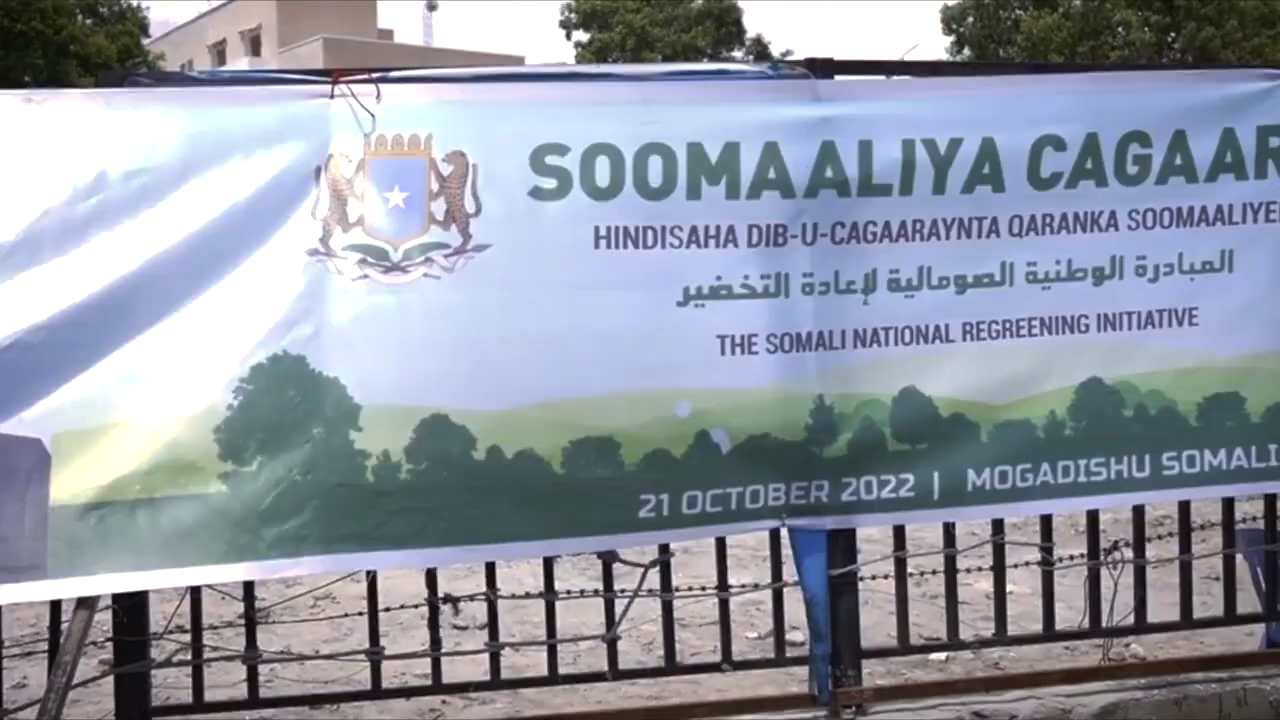 SOOMAALIYA CAGAAR
HINDISAHA DIB-U-CAGAARAYNTA QARANKA SOOMAALIYE
المبادرة الوطنية الصومالية لإعادة التخضير
THE SOMALI NATIONAL REGREENING INITIATIVE
21 OCTOBER 2022 | MOGADISHU SOMALI